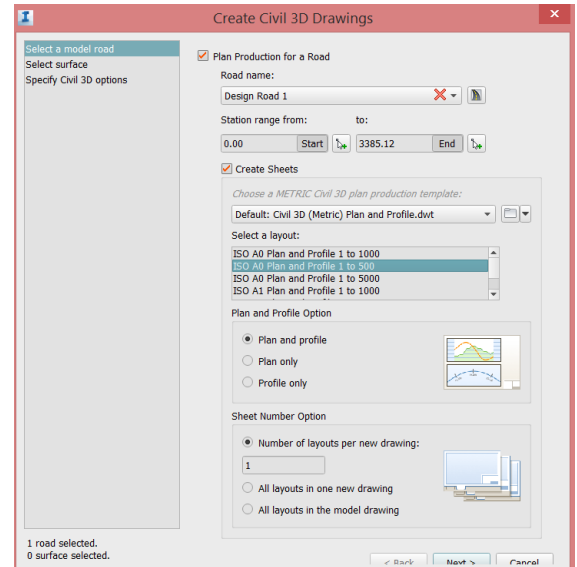 Create Civil 3D Drawings
Select a model road
Select surface
Specify Civil 3D options
Plan Production for a Road
Road name:
Design Road 1
Station range from: to:
0.00 Start 3385.12 End
Create Sheets
Choose a METRIC Civil 3D plan production template:
Default: Civil 3D (Metric) Plan and Profile.dwt
Select a layout:
ISO A0 Plan and Profile 1 to 1000
ISO A0 Plan and Profile 1 to 500
ISO A0 Plan and Profile 1 to 5000
ISO A1 Plan and Profile 1 to 1000
Plan and Profile Option
Plan and profile
Plan only
Profile only
Sheet Number Option
Number of layouts per new drawing:
1
All layouts in one new drawing
All layouts in the model drawing
1 road selected.
0 surface selected.
< Back Next > Cancel